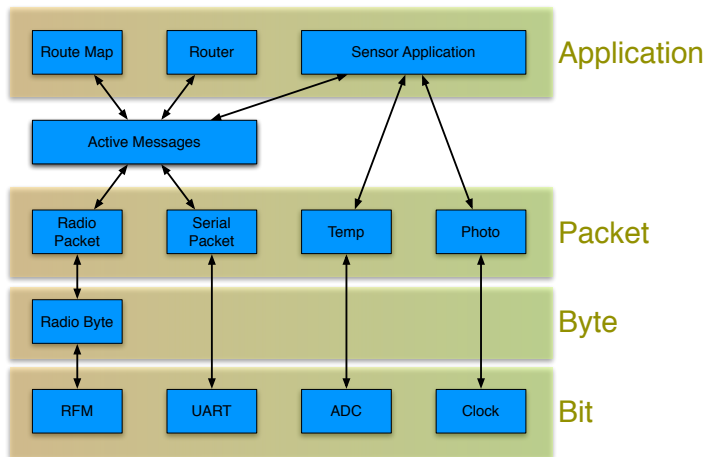 Route Map
Router
Sensor Application
Application
Active Messages
Radio
Packet
Serial
Packet
Temp
Photo
Packet
Radio Byte
Byte
RFM
UART
ADC
Clock
Bit